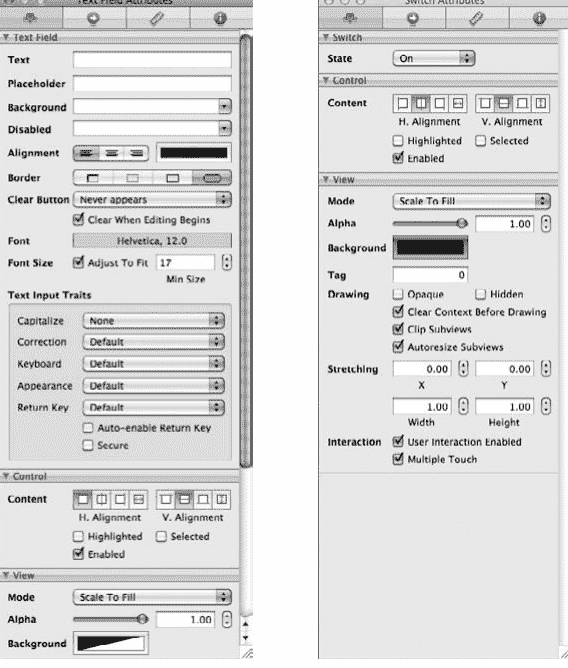 Text Field Attributes
Text Field
Text
Placeholder
Background
Disabled
Alignment
Border
Clear Button Never appears
Clear When Editing Begins
Font Helvetica, 12.0
Font Size Adjust To Fit 17
Min Size
Text Input Traits
Capitalize None
Correction Default
Keyboard Default
Appearance Default
Return Key Default
Auto-enable Return Key
Secure
Control
Content
H. Alignment V. Alignment
Highlighted Selected
Enabled
View
Mode Scale To Fill
Alpha 1.00
Background
Switch Attributes
Switch
State On
Control
Content
H. Alignment V. Alignment
Highlighted Selected
Enabled
View
Mode Scale To Fill
Alpha 1.00
Background
Tag 0
Drawing Opaque Hidden
Clear Context Before Drawing
Clip Subviews
Autoresize Subviews
Stretching 0.00 0.00
X Y
1.00 1.00
Width Height
Interaction User Interaction Enabled
Multiple Touch